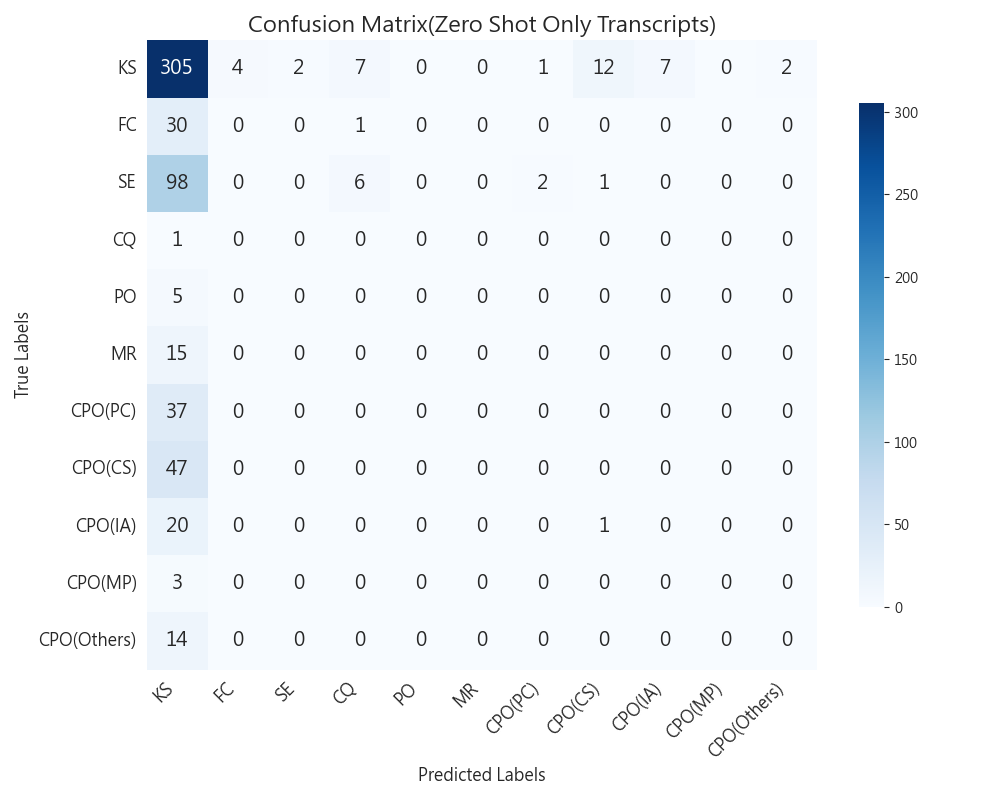 Confusion Matrix(Zero Shot Only Transcripts)
KS 305 4 2 7 0 0 1 12 7 0 2
FC 30 0 0 1 0 0 0 0 0 0 0
SE 98 0 0 6 0 0 2 1 0 0 0
CQ 1 0 0 0 0 0 0 0 0 0 0
PO 5 0 0 0 0 0 0 0 0 0 0
MR 15 0 0 0 0 0 0 0 0 0 0
CPO(PC) 37 0 0 0 0 0 0 0 0 0 0
CPO(CS) 47 0 0 0 0 0 0 0 0 0 0
CPO(IA) 20 0 0 0 0 0 0 1 0 0 0
CPO(MP) 3 0 0 0 0 0 0 0 0 0 0
CPO(Others) 14 0 0 0 0 0 0 0 0 0 0
KS FC SE CQ PO MR CPO(PC) CPO(CS) CPO(IA) CPO(MP) CPO(Others)
Predicted Labels
True Labels
300
250
200
150
100
50
0